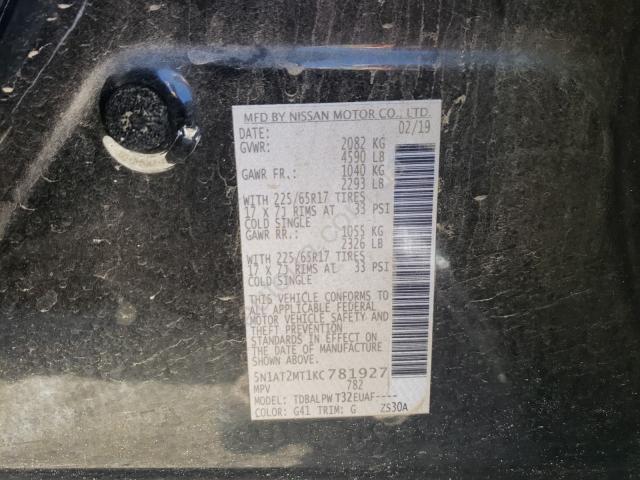 MFD BY NISSAN MOTOR CO., LTD.
DATE: 02/19
GVWR: 2082 KG
4590 LB
GAWR FR.: 1040 KG
2293 LB
WITH 225/65R17 TIRES
17 X 7J RIMS AT 33 PSI
COLD SINGLE
GAWR RR.: 1055 KG
2326 LB
WITH 225/65R17 TIRES
17 X 7J RIMS AT 33 PSI
COLD SINGLE
THIS VEHICLE CONFORMS TO
ALL APPLICABLE FEDERAL
MOTOR VEHICLE SAFETY AND
THEFT PREVENTION
STANDARDS IN EFFECT ON
THE DATE OF MANUFACTURE
SHOWN ABOVE.
5N1AT2MT1KC781927
MPV 782
MODEL: TDBALPW T32EUAF----
COLOR: G41 TRIM: G ZS30A